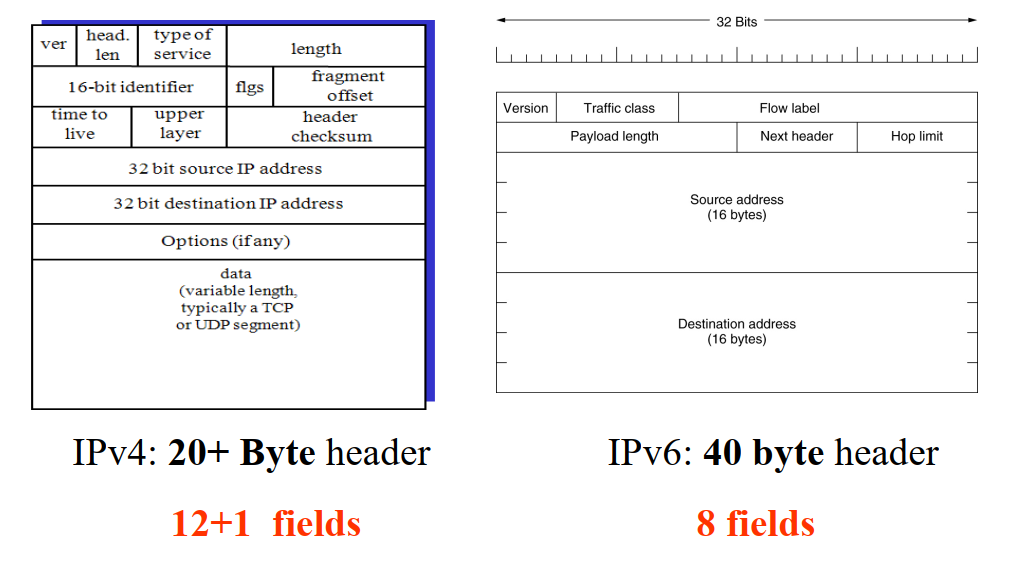 ver
head.
len
type of
service
length
16-bit identifier
flgs
fragment
offset
time to
live
upper
layer
header
checksum
32 bit source IP address
32 bit destination IP address
Options (if any)
data
(variable length,
typically a TCP
or UDP segment)
IPv4: 20+ Byte header
12+1 fields
32 Bits
Version
Traffic class
Flow label
Payload length
Next header
Hop limit
Source address
(16 bytes)
Destination address
(16 bytes)
IPv6: 40 byte header
8 fields